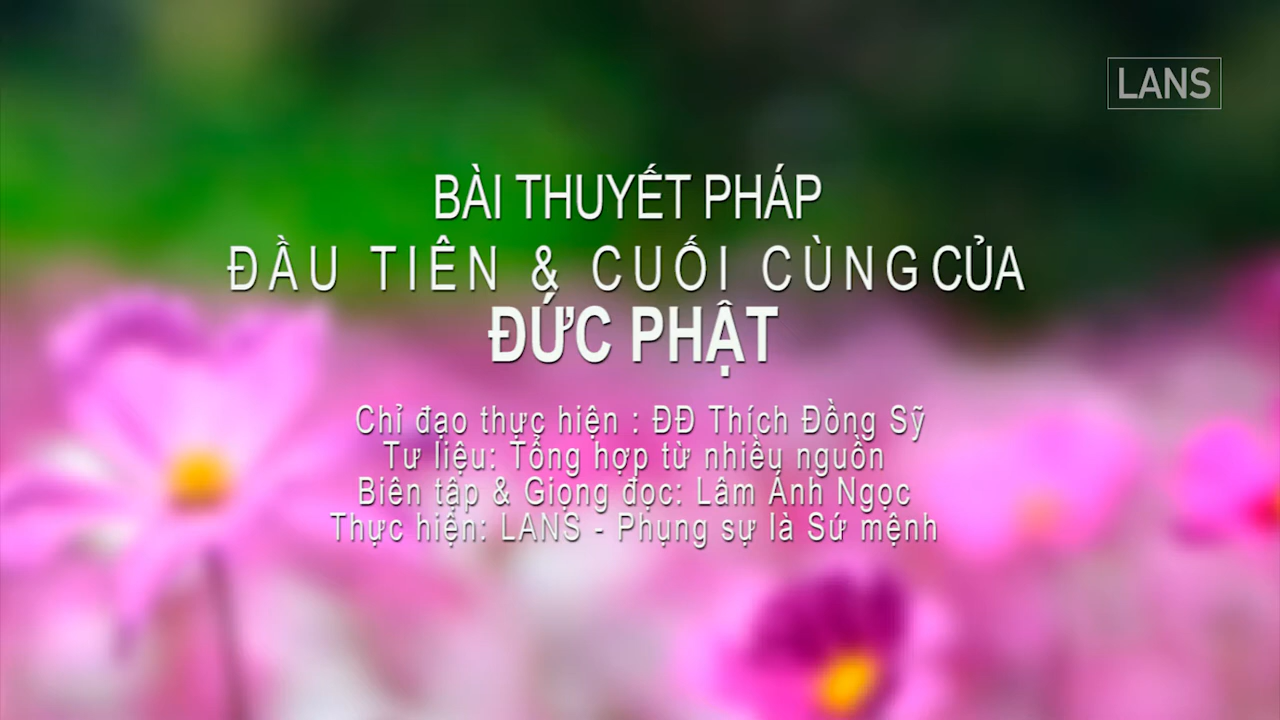 LANS
BÀI THUYẾT PHÁP
ĐẦU TIÊN & CUỐI CÙNG CỦA
ĐỨC PHẬT
Chỉ đạo thực hiện : ĐĐ Thích Đồng Sỹ
Tư liệu: Tổng hợp từ nhiều nguồn
Biên tập & Giọng đọc: Lâm Ánh Ngọc
Thực hiện: LANS - Phụng sự là Sứ mệnh